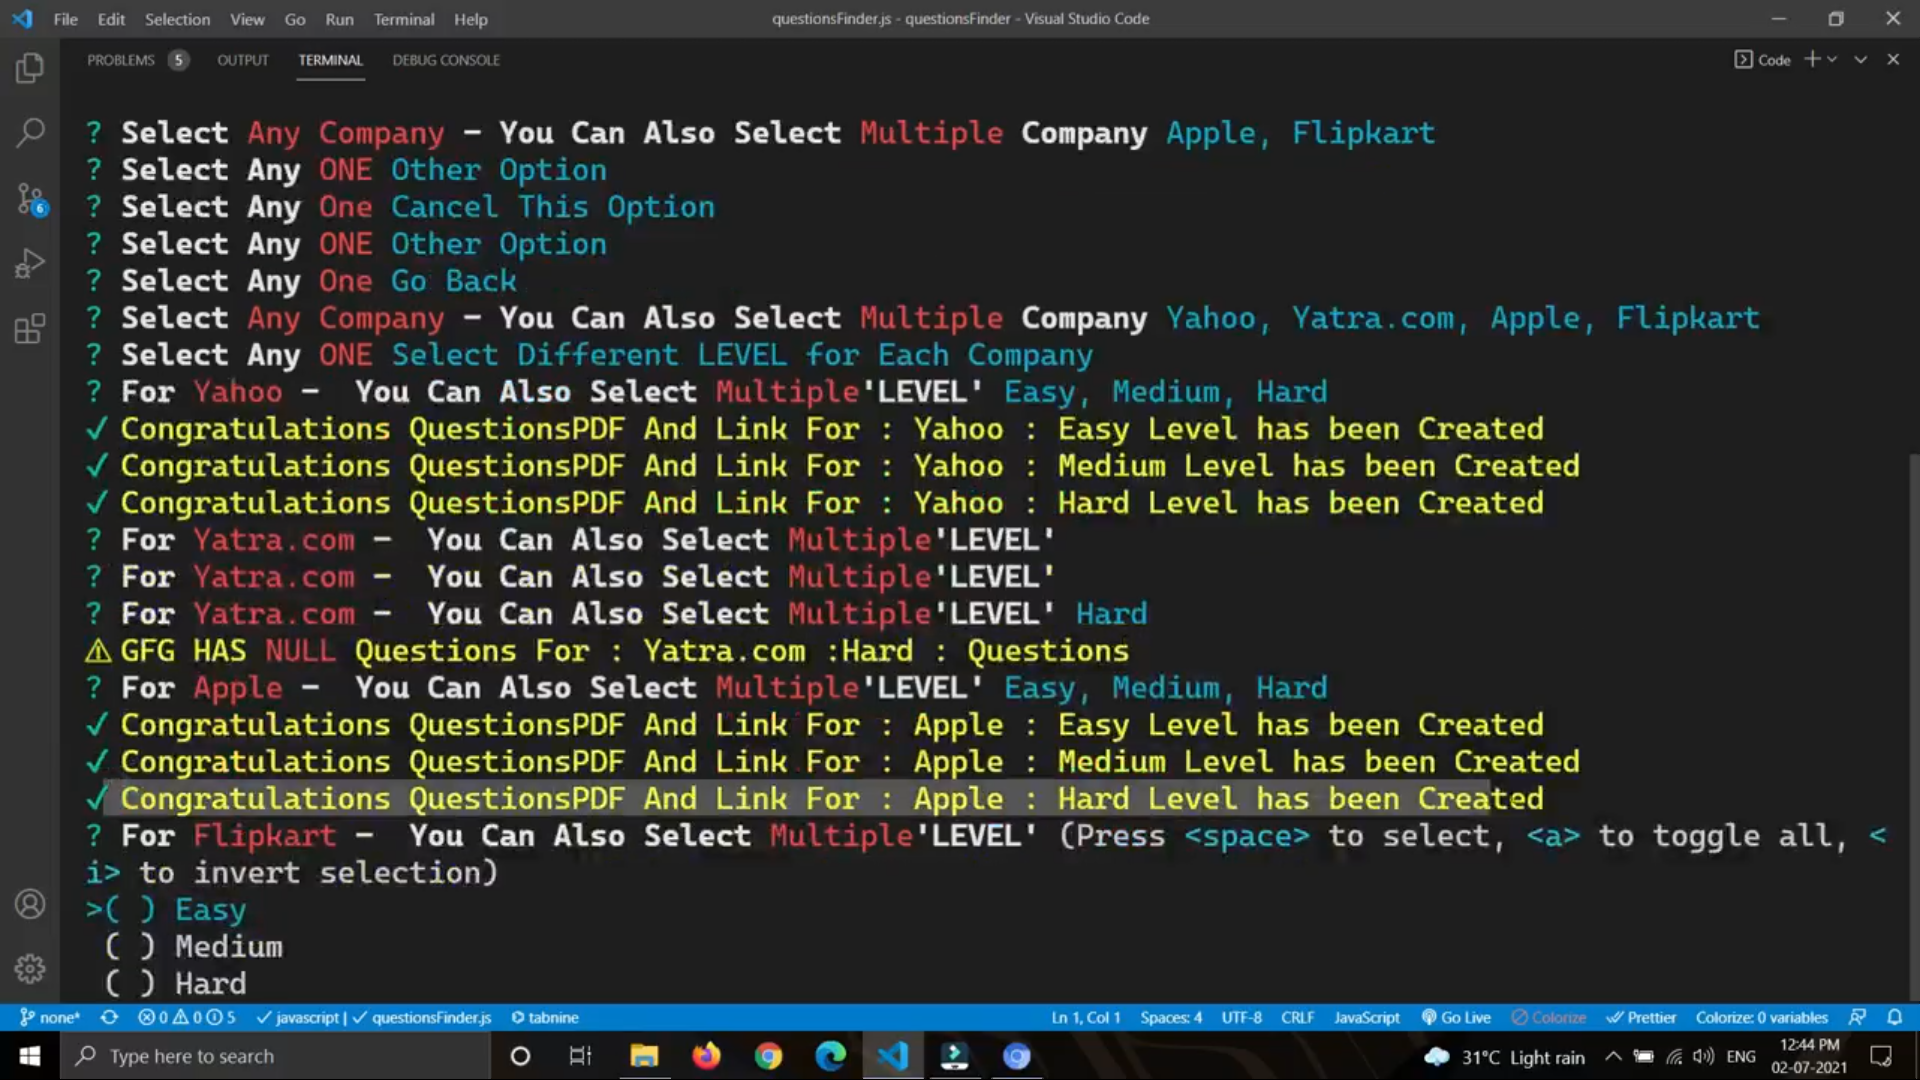 File Edit Selection View Go Run Terminal Help questionsFinder.js - questionsFinder - Visual Studio Code
PROBLEMS 5 OUTPUT TERMINAL DEBUG CONSOLE Code
? Select Any Company - You Can Also Select Multiple Company Apple, Flipkart
? Select Any ONE Other Option
? Select Any One Cancel This Option
? Select Any ONE Other Option
? Select Any One Go Back
? Select Any Company - You Can Also Select Multiple Company Yahoo, Yatra.com, Apple, Flipkart
? Select Any ONE Select Different LEVEL for Each Company
? For Yahoo -  You Can Also Select Multiple'LEVEL' Easy, Medium, Hard
✓ Congratulations QuestionsPDF And Link For : Yahoo : Easy Level has been Created
✓ Congratulations QuestionsPDF And Link For : Yahoo : Medium Level has been Created
✓ Congratulations QuestionsPDF And Link For : Yahoo : Hard Level has been Created
? For Yatra.com -  You Can Also Select Multiple'LEVEL'
? For Yatra.com -  You Can Also Select Multiple'LEVEL'
? For Yatra.com -  You Can Also Select Multiple'LEVEL' Hard
⚠ GFG HAS NULL Questions For : Yatra.com :Hard : Questions
? For Apple -  You Can Also Select Multiple'LEVEL' Easy, Medium, Hard
✓ Congratulations QuestionsPDF And Link For : Apple : Easy Level has been Created
✓ Congratulations QuestionsPDF And Link For : Apple : Medium Level has been Created
✓ Congratulations QuestionsPDF And Link For : Apple : Hard Level has been Created
? For Flipkart -  You Can Also Select Multiple'LEVEL' (Press <space> to select, <a> to toggle all, <
i> to invert selection)
>( ) Easy
( ) Medium
( ) Hard
6
none* 0 0 5 ✓ javascript | ✓ questionsFinder.js tabnine Ln 1, Col 1 Spaces: 4 UTF-8 CRLF JavaScript Go Live Colorize Prettier Colorize: 0 variables
Type here to search 31°C Light rain ENG 12:44 PM
02-07-2021